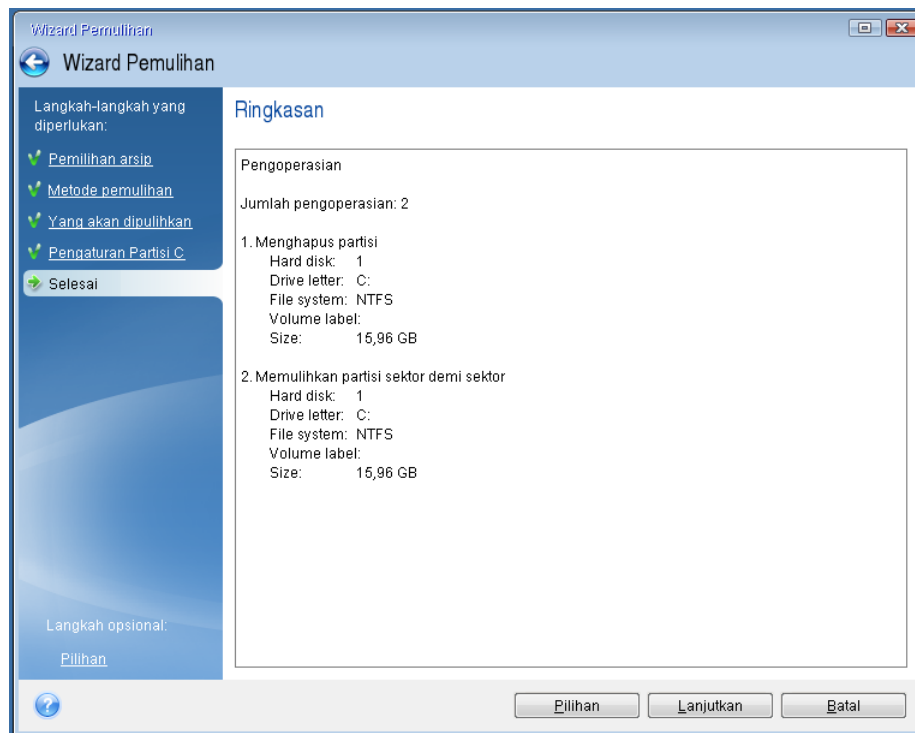 Wizard Pemulihan
Wizard Pemulihan
Langkah-langkah yang
diperlukan:
Pemilihan arsip
Metode pemulihan
Yang akan dipulihkan
Pengaturan Partisi C
Selesai
Langkah opsional:
Pilihan
Ringkasan
Pengoperasian
Jumlah pengoperasian: 2
1. Menghapus partisi
Hard disk: 1
Drive letter: C:
File system: NTFS
Volume label:
Size: 15,96 GB
2. Memulihkan partisi sektor demi sektor
Hard disk: 1
Drive letter: C:
File system: NTFS
Volume label:
Size: 15,96 GB
Pilihan
Lanjutkan
Batal